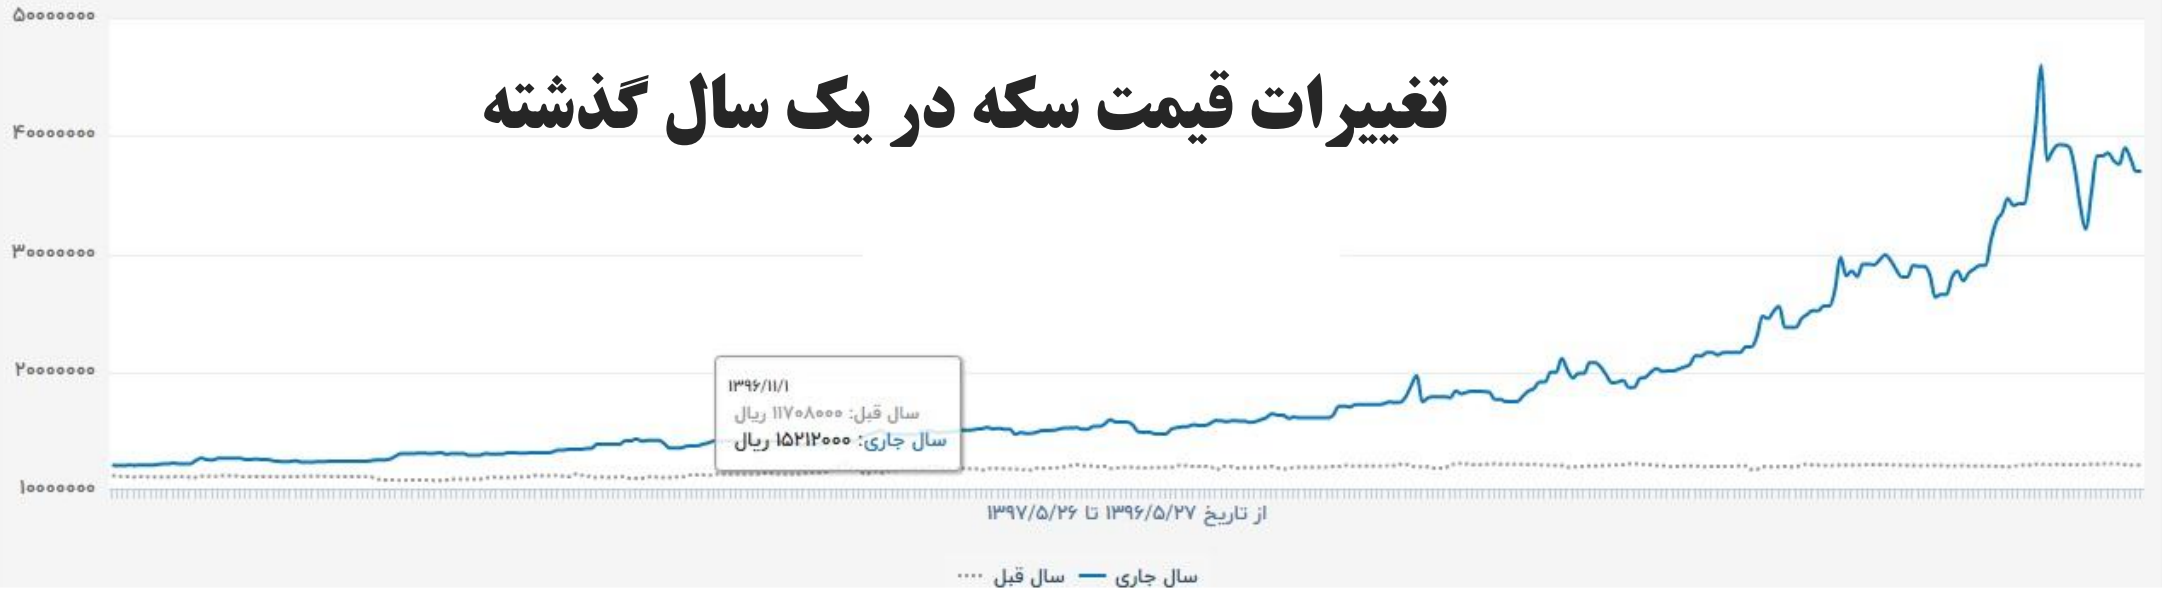 تغییرات قیمت سکه در یک سال گذشته
۵۰۰۰۰۰۰۰
۴۰۰۰۰۰۰۰
۳۰۰۰۰۰۰۰
۲۰۰۰۰۰۰۰
۱۰۰۰۰۰۰۰
۱۳۹۶/۱۱/۱
سال قبل: ۱۱۷۰۸۰۰۰ ریال
سال جاری: ۱۵۲۱۲۰۰۰ ریال
از تاریخ ۱۳۹۶/۵/۲۷ تا ۱۳۹۷/۵/۲۶
سال جاری سال قبل